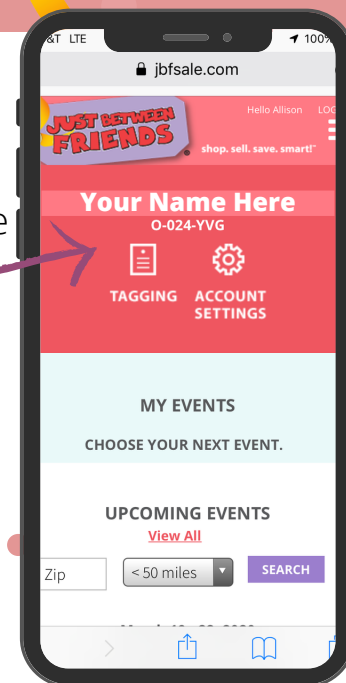 &T LTE
100%
jbfsale.com
Hello Allison LOG
JUST BETWEEN
FRIENDS
shop. sell. save. smart!
Your Name Here
O-024-YVG
e
TAGGING
ACCOUNT
SETTINGS
MY EVENTS
CHOOSE YOUR NEXT EVENT.
UPCOMING EVENTS
View All
Zip
< 50 miles
SEARCH